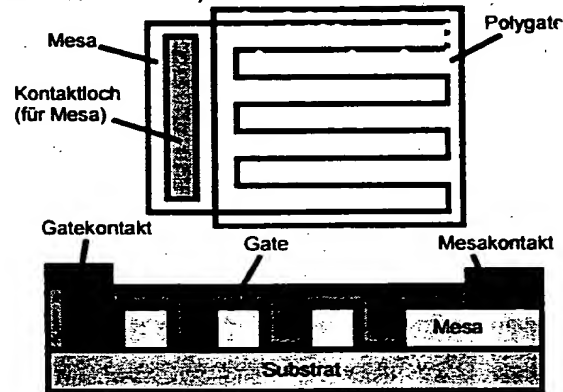 Mesa
Polygate
Kontaktloch
(für Mesa)
Gatekontakt
Gate
Mesakontakt
Mesa
Substrat